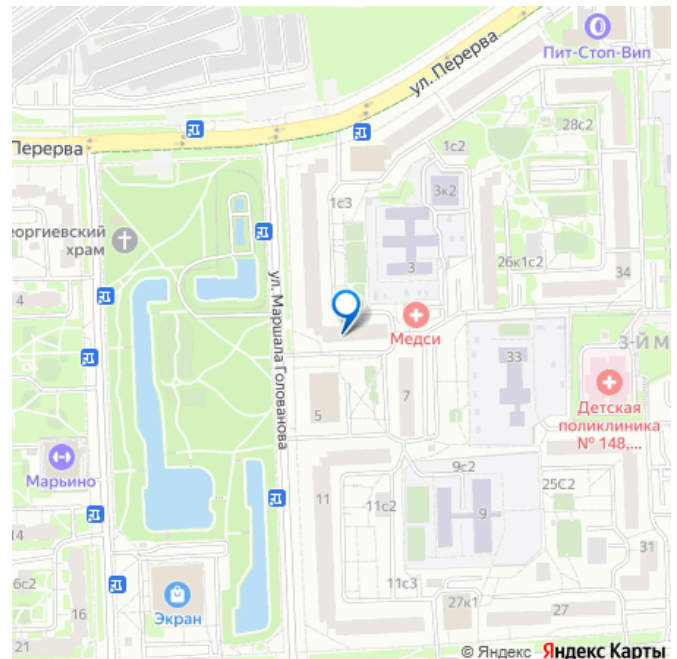 Пит-Стоп-Вип
ул. Перерва
Перерва
28с2
1с2
3к2
1с3
еоргиевский
храм
3
26к1с2
34
4
ул. Маршала Голованова
Медси
33
3-Й М
7
5
Детская
поликлиника
№ 148,...
Марьино
9с2
25С2
11
11с2
9
14
31
6с2
11с3
16
Экран
27к1
27
21
© Яндекс Яндекс Карты